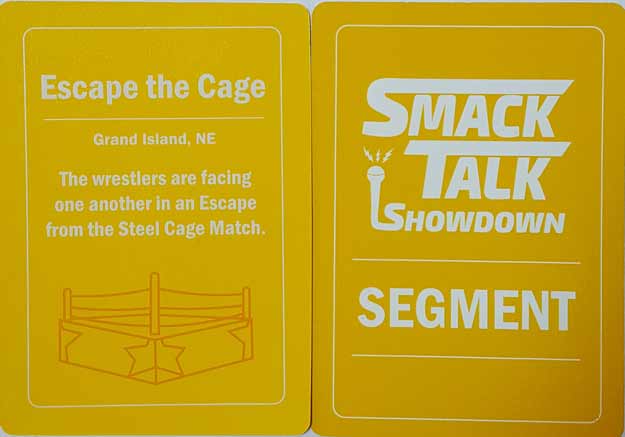 Escape the Cage
Grand Island, NE
The wrestlers are facing
one another in an Escape
from the Steel Cage Match.
SMACK
TALK
SHOWDOWN
SEGMENT